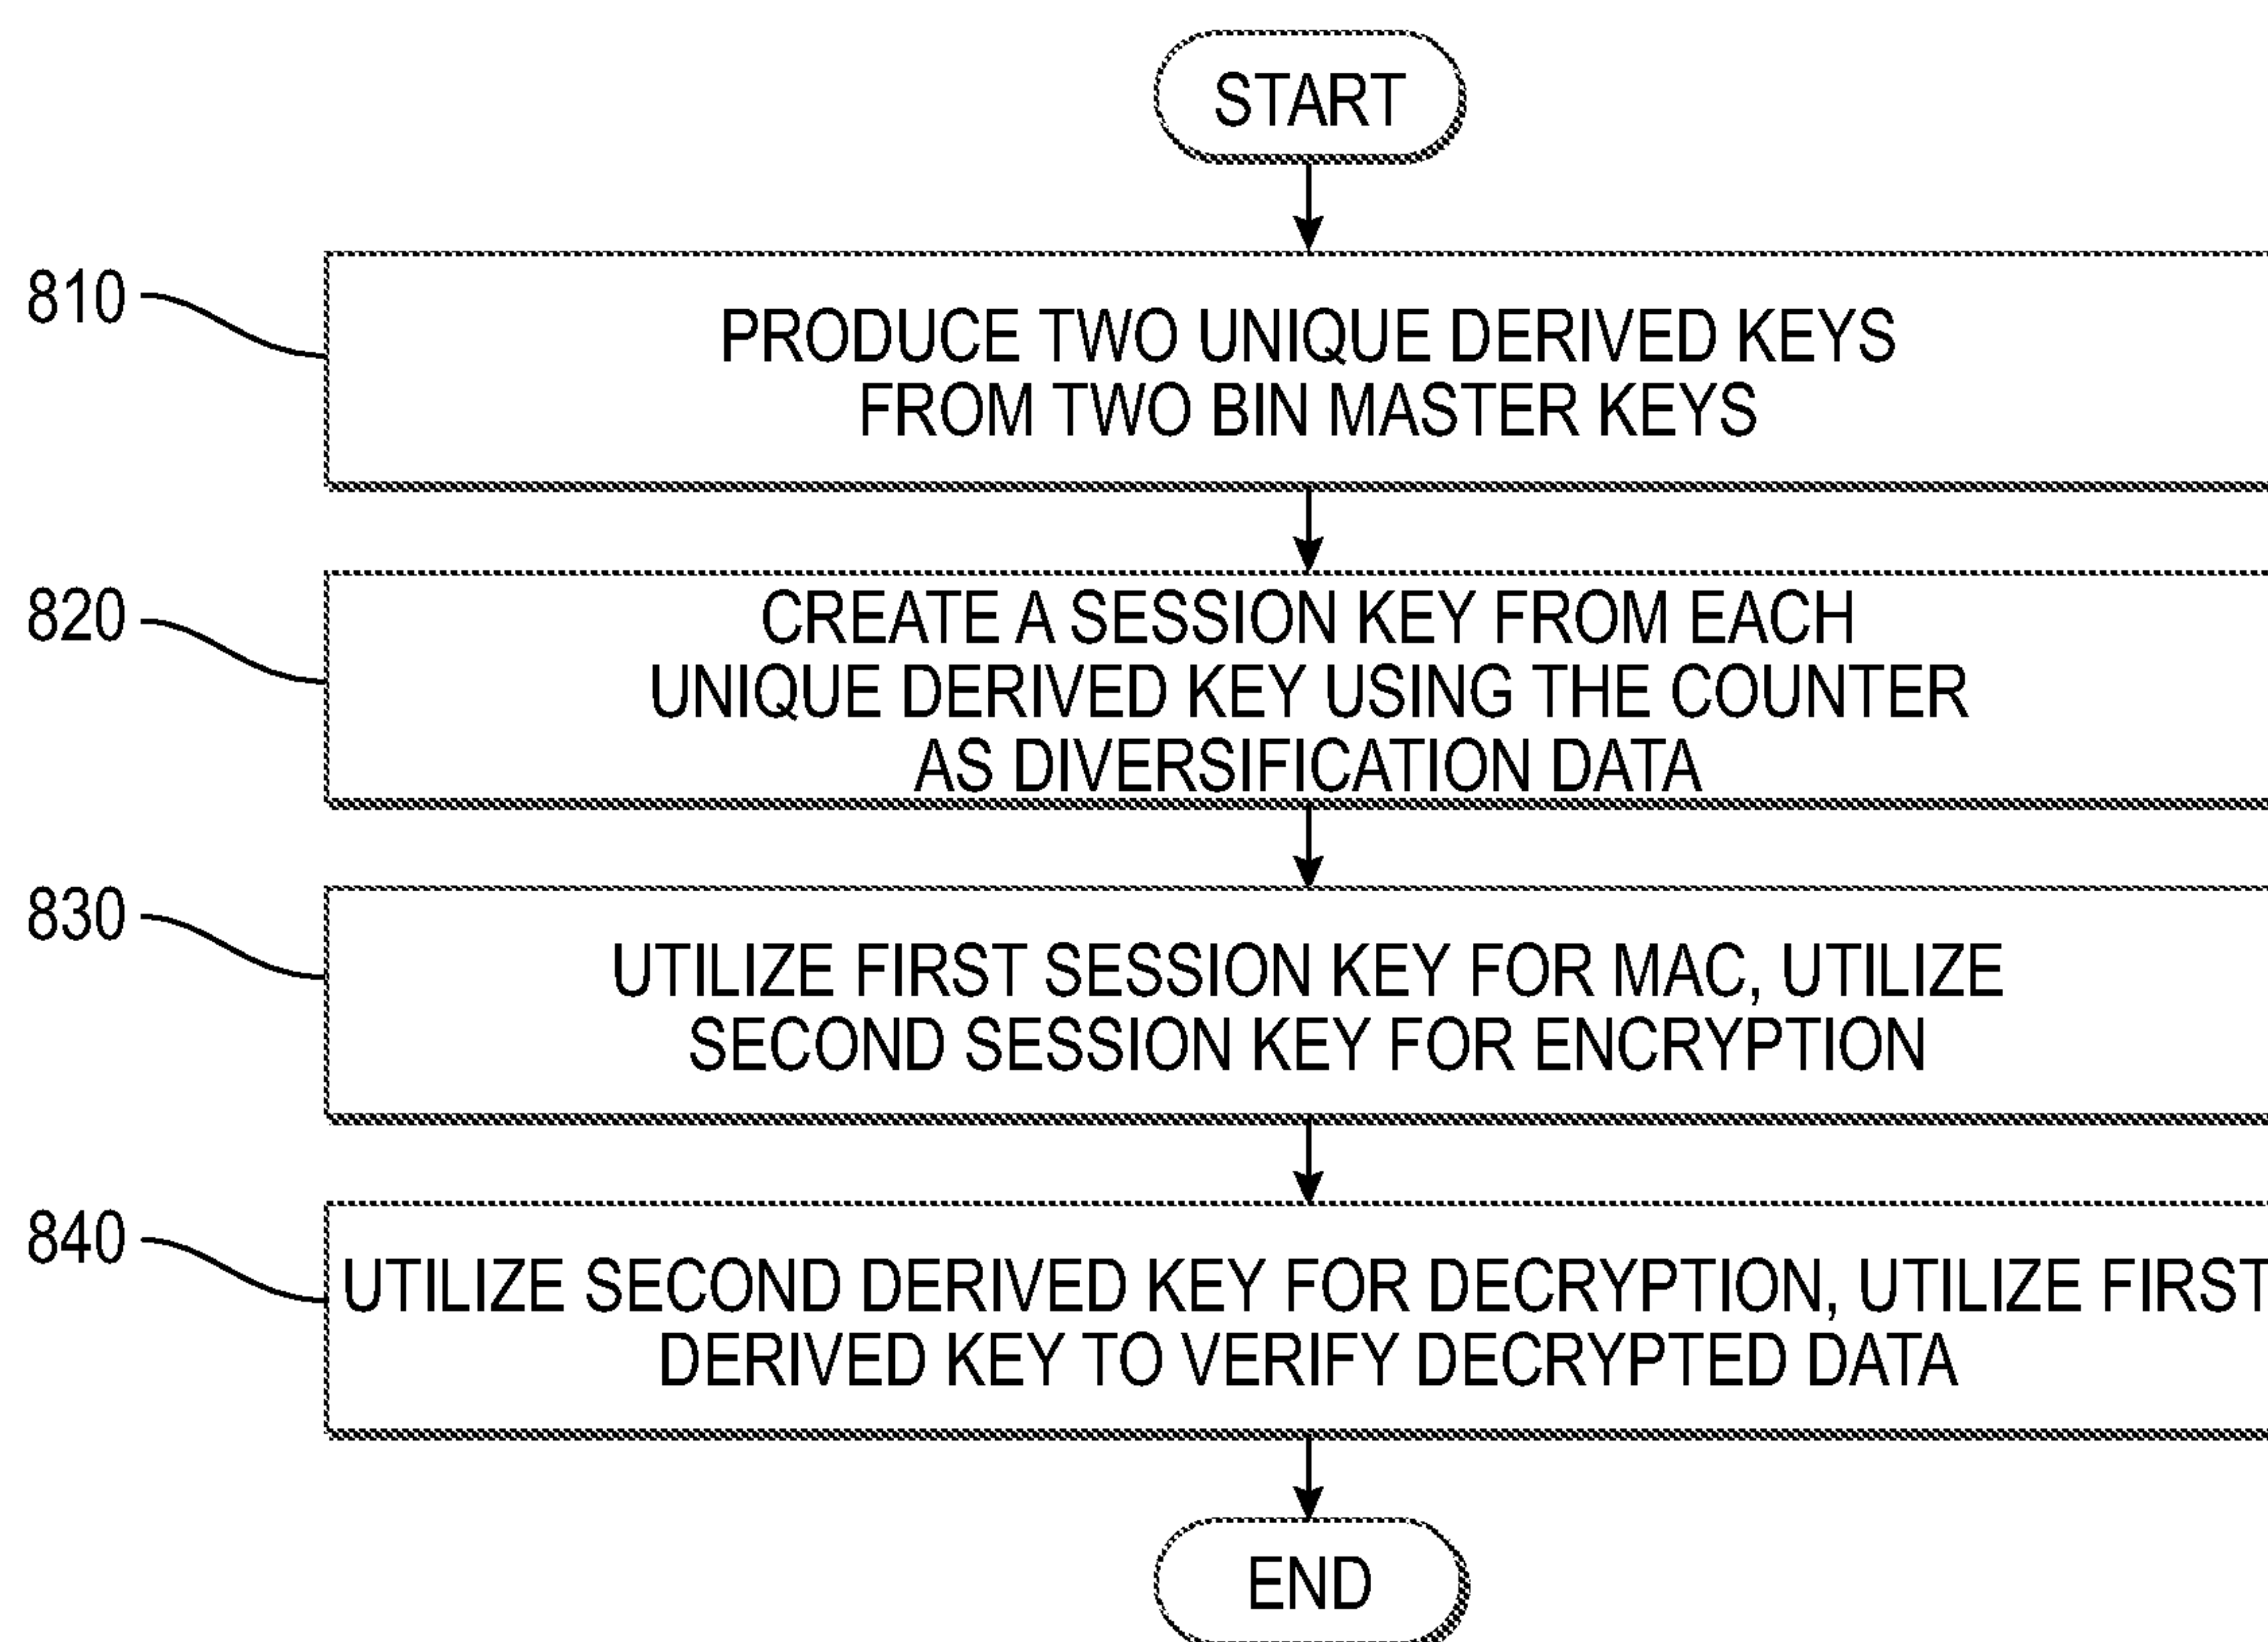 START
810
PRODUCE TWO UNIQUE DERIVED KEYS
FROM TWO BIN MASTER KEYS
820
CREATE A SESSION KEY FROM EACH
UNIQUE DERIVED KEY USING THE COUNTER
AS DIVERSIFICATION DATA
830
UTILIZE FIRST SESSION KEY FOR MAC, UTILIZE
SECOND SESSION KEY FOR ENCRYPTION
840
UTILIZE SECOND DERIVED KEY FOR DECRYPTION, UTILIZE FIRST
DERIVED KEY TO VERIFY DECRYPTED DATA
END